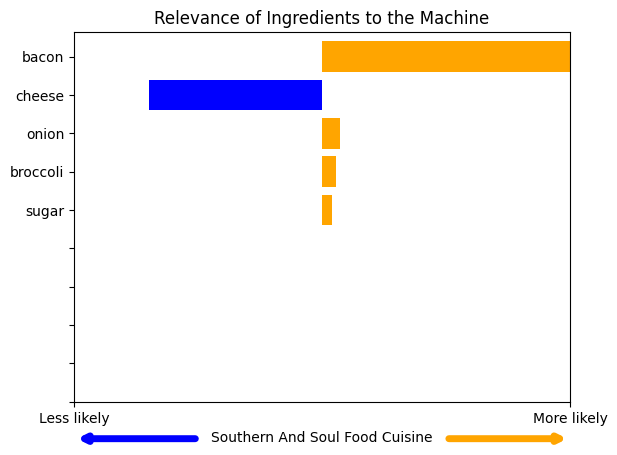 Relevance of Ingredients to the Machine
bacon
cheese
onion
broccoli
sugar
Less likely
More likely
Southern And Soul Food Cuisine